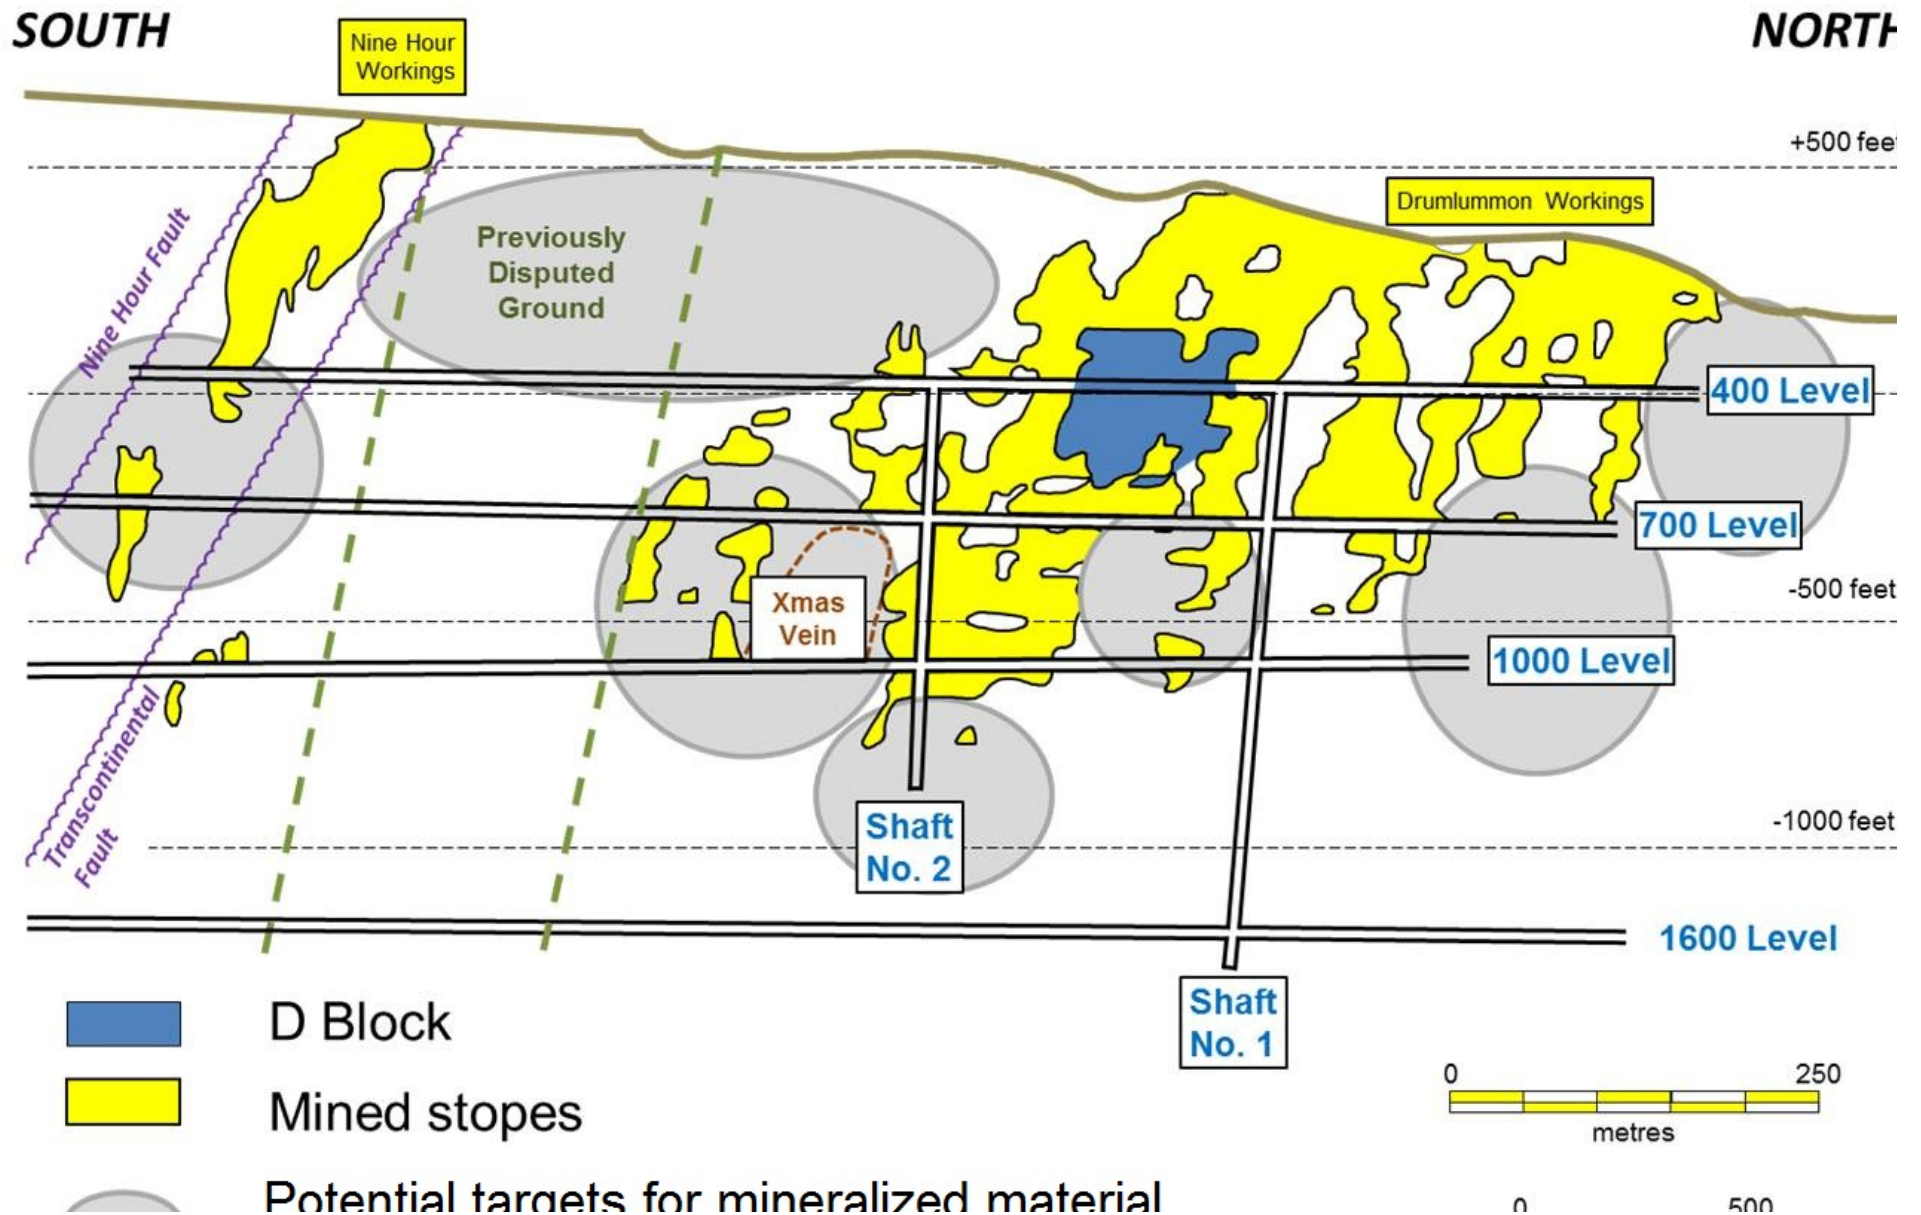 SOUTH
NORTH
Nine Hour
Workings
+500 feet
Drumlummon Workings
Previously
Disputed
Ground
Nine Hour Fault
400 Level
700 Level
-500 feet
Xmas
Vein
1000 Level
Transcontinental
Fault
-1000 feet
Shaft
No. 2
1600 Level
Shaft
No. 1
D Block
Mined stopes
0 250
metres
Potential targets for mineralized material
0 500